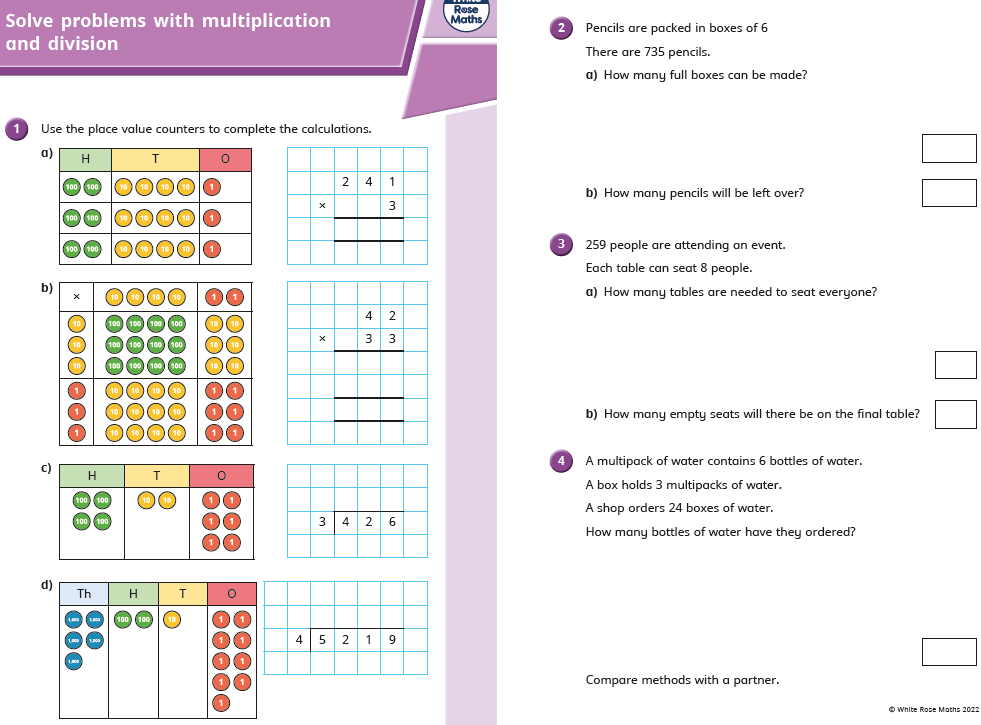 Solve problems with multiplication
and division
White
Rose
Maths
1 Use the place value counters to complete the calculations.
a)
H T O
100 100 10 10 10 10 1
100 100 10 10 10 10 1
100 100 10 10 10 10 1
2 4 1
× 3
b)
× 10 10 10 10 1 1
10 100 100 100 100 10 10
10 100 100 100 100 10 10
10 100 100 100 100 10 10
1 10 10 10 10 1 1
1 10 10 10 10 1 1
1 10 10 10 10 1 1
4 2
× 3 3
c)
H T O
100 100 10 10 1 1
100 100 1 1
1 1
3 4 2 6
d)
Th H T O
1,000 1,000 100 100 10 1 1
1,000 1,000 1 1
1,000 1 1
1 1
1
4 5 2 1 9
2 Pencils are packed in boxes of 6
There are 735 pencils.
a) How many full boxes can be made?
b) How many pencils will be left over?
3 259 people are attending an event.
Each table can seat 8 people.
a) How many tables are needed to seat everyone?
b) How many empty seats will there be on the final table?
4 A multipack of water contains 6 bottles of water.
A box holds 3 multipacks of water.
A shop orders 24 boxes of water.
How many bottles of water have they ordered?
Compare methods with a partner.
© White Rose Maths 2022